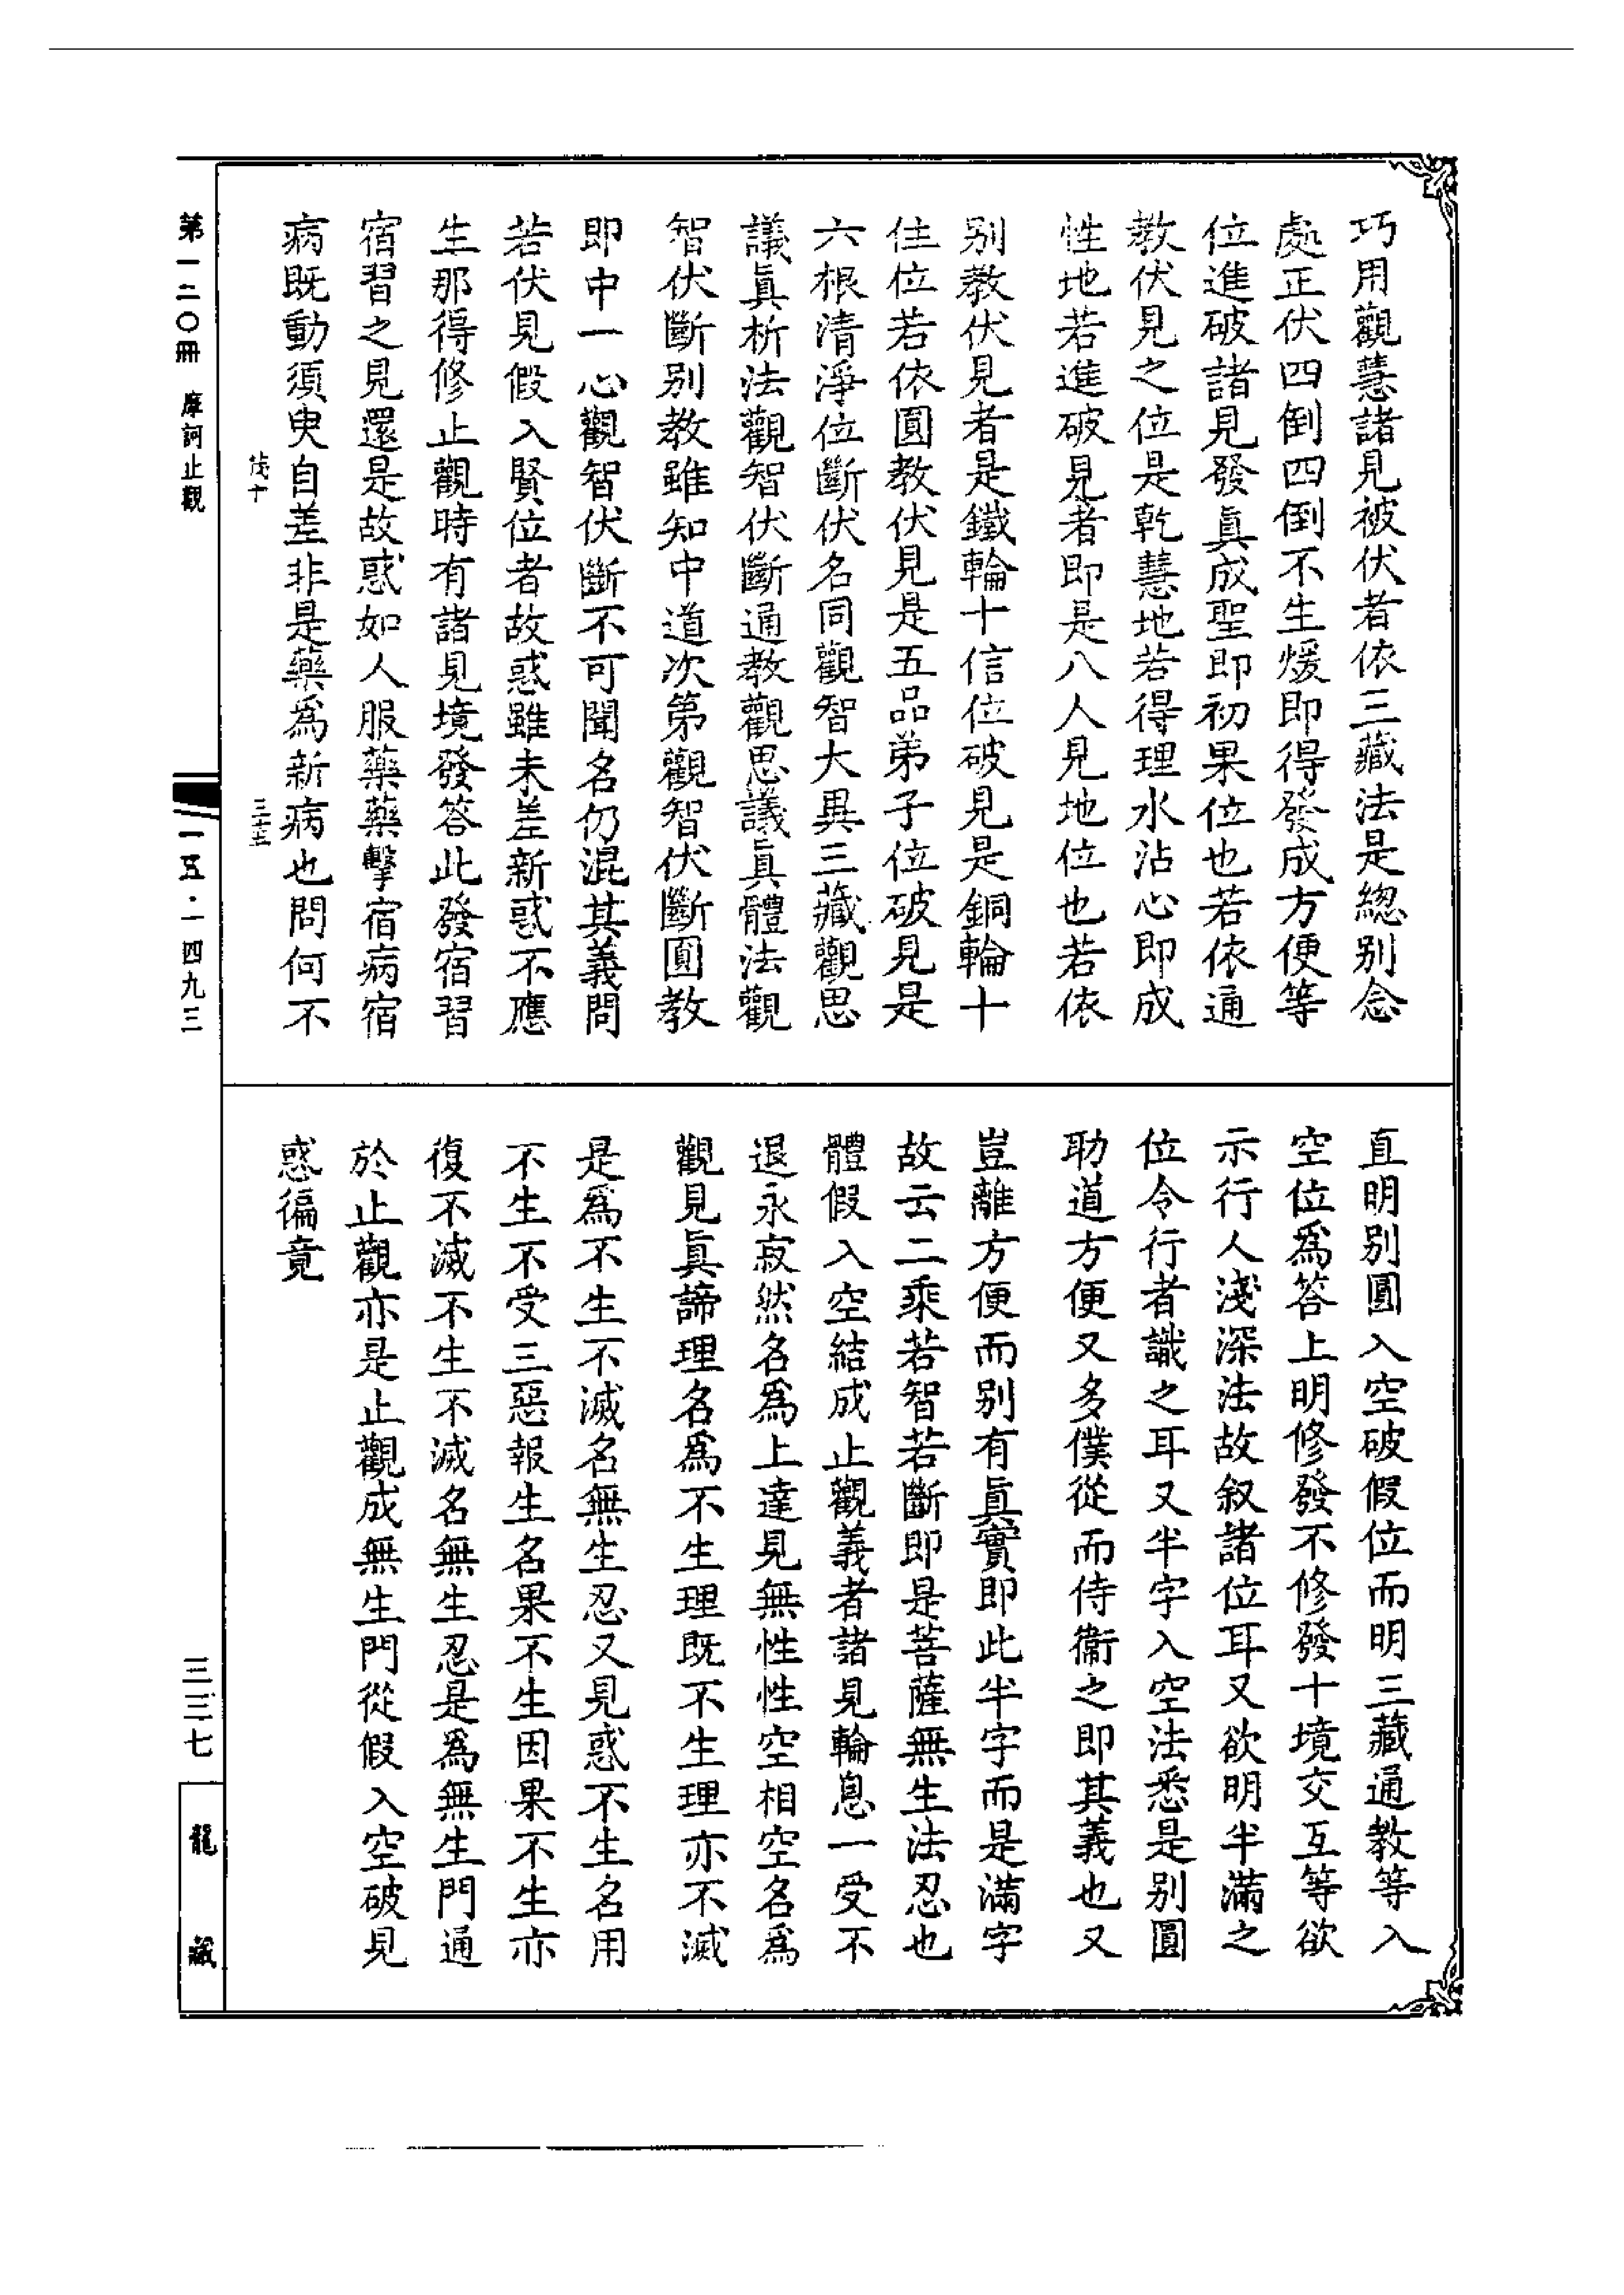 巧用觀慧諸見被伏者依三藏法是緫别念
處正伏四倒四倒不生煖即得發成方便等
位進破諸見發眞成聖即初果位也若依通
教伏見之位是乾慧地若得理水沾心即成
性地若進破見者即是八人見地位也若依
别教伏見者是鐵輪十信位破見是銅輪十
住位若依圓教伏見是五品弟子位破見是
六根清淨位斷伏名同觀智大異三藏觀思
議眞析法觀智伏斷通教觀思議眞體法觀
智伏斷别教雖知中道次第觀智伏斷圓教
即中一心觀智伏斷不可聞名仍混其義問
若伏見假入賢位者故惑雖未差新惑不應
生那得修止觀時有諸見境發答此發宿習
宿習之見還是故惑如人服藥藥擊宿病宿
病既動須臾自差非是藥爲新病也問何不
直明别圓入空破假位而明三藏通教等入
空位爲答上明修發不修發十境交互等欲
示行人淺深法故叙諸位耳又欲明半滿之
位令行者識之耳又半字入空法悉是别圓
助道方便又多僕從而侍衞之即其義也又
豈離方便而别有眞實即此半字而是滿字
故云二乘若智若斷即是菩薩無生法忍也
體假入空結成止觀義者諸見輪息一受不
退永寂然名爲上達見無性性空相空名爲
觀見眞諦理名爲不生理既不生理亦不滅
是爲不生不滅名無生忍又見惑不生名用
不生不受三惡報生名果不生因果不生亦
復不滅不生不滅名無生忍是爲無生門通
於止觀亦是止觀成無生門從假入空破見
惑徧竟
第一二〇冊　摩訶止觀
茂十
三十五
一五·一四九三
三三七
龍藏